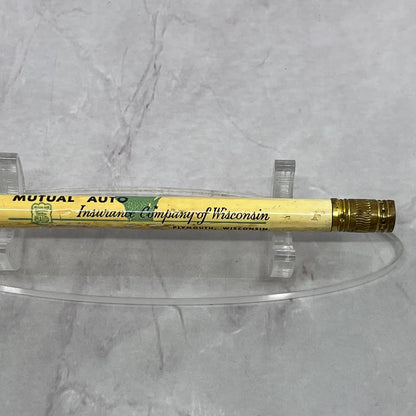 MUTUAL AUTO
Insurance Company of Wisconsin
PLYMOUTH, WISCONSIN